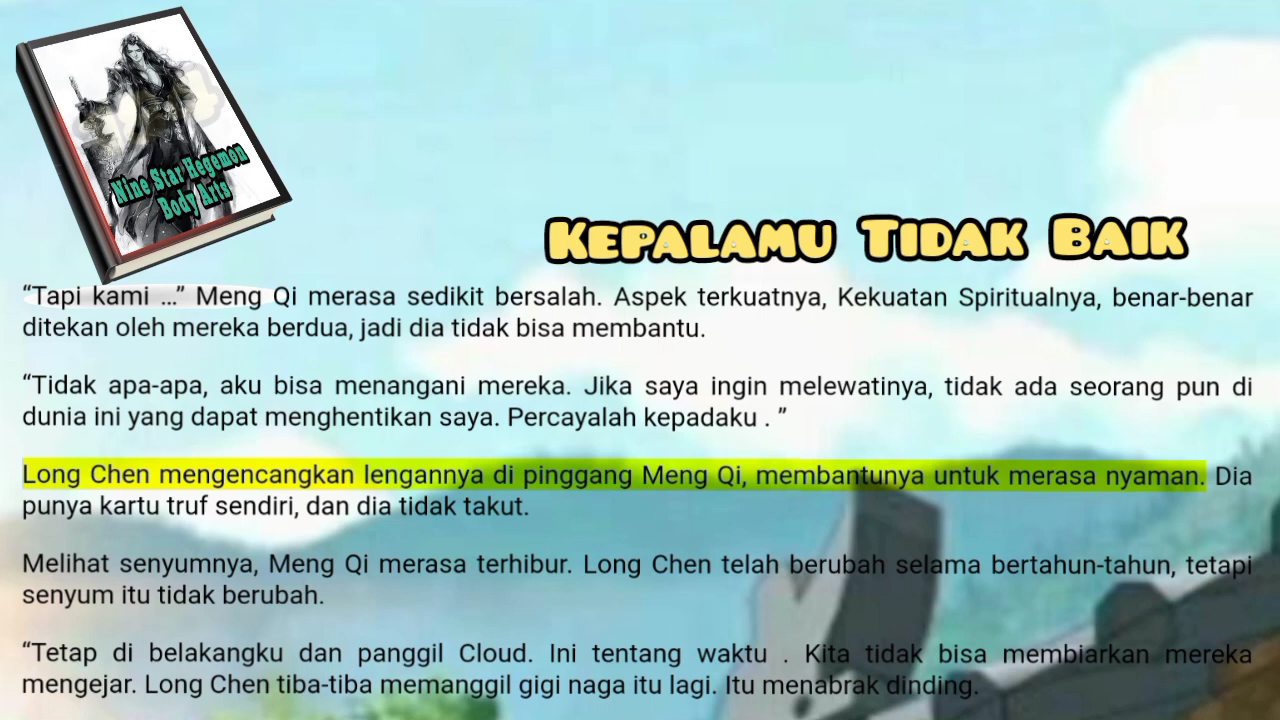 Nine Star Hegemon
Body Arts
KEPALAMU TIDAK BAIK
“Tapi kami ...” Meng Qi merasa sedikit bersalah. Aspek terkuatnya, Kekuatan Spiritualnya, benar-benar
ditekan oleh mereka berdua, jadi dia tidak bisa membantu.
“Tidak apa-apa, aku bisa menangani mereka. Jika saya ingin melewatinya, tidak ada seorang pun di
dunia ini yang dapat menghentikan saya. Percayalah kepadaku . ”
Long Chen mengencangkan lengannya di pinggang Meng Qi, membantunya untuk merasa nyaman. Dia
punya kartu truf sendiri, dan dia tidak takut.
Melihat senyumnya, Meng Qi merasa terhibur. Long Chen telah berubah selama bertahun-tahun, tetapi
senyum itu tidak berubah.
“Tetap di belakangku dan panggil Cloud. Ini tentang waktu . Kita tidak bisa membiarkan mereka
mengejar. Long Chen tiba-tiba memanggil gigi naga itu lagi. Itu menabrak dinding.